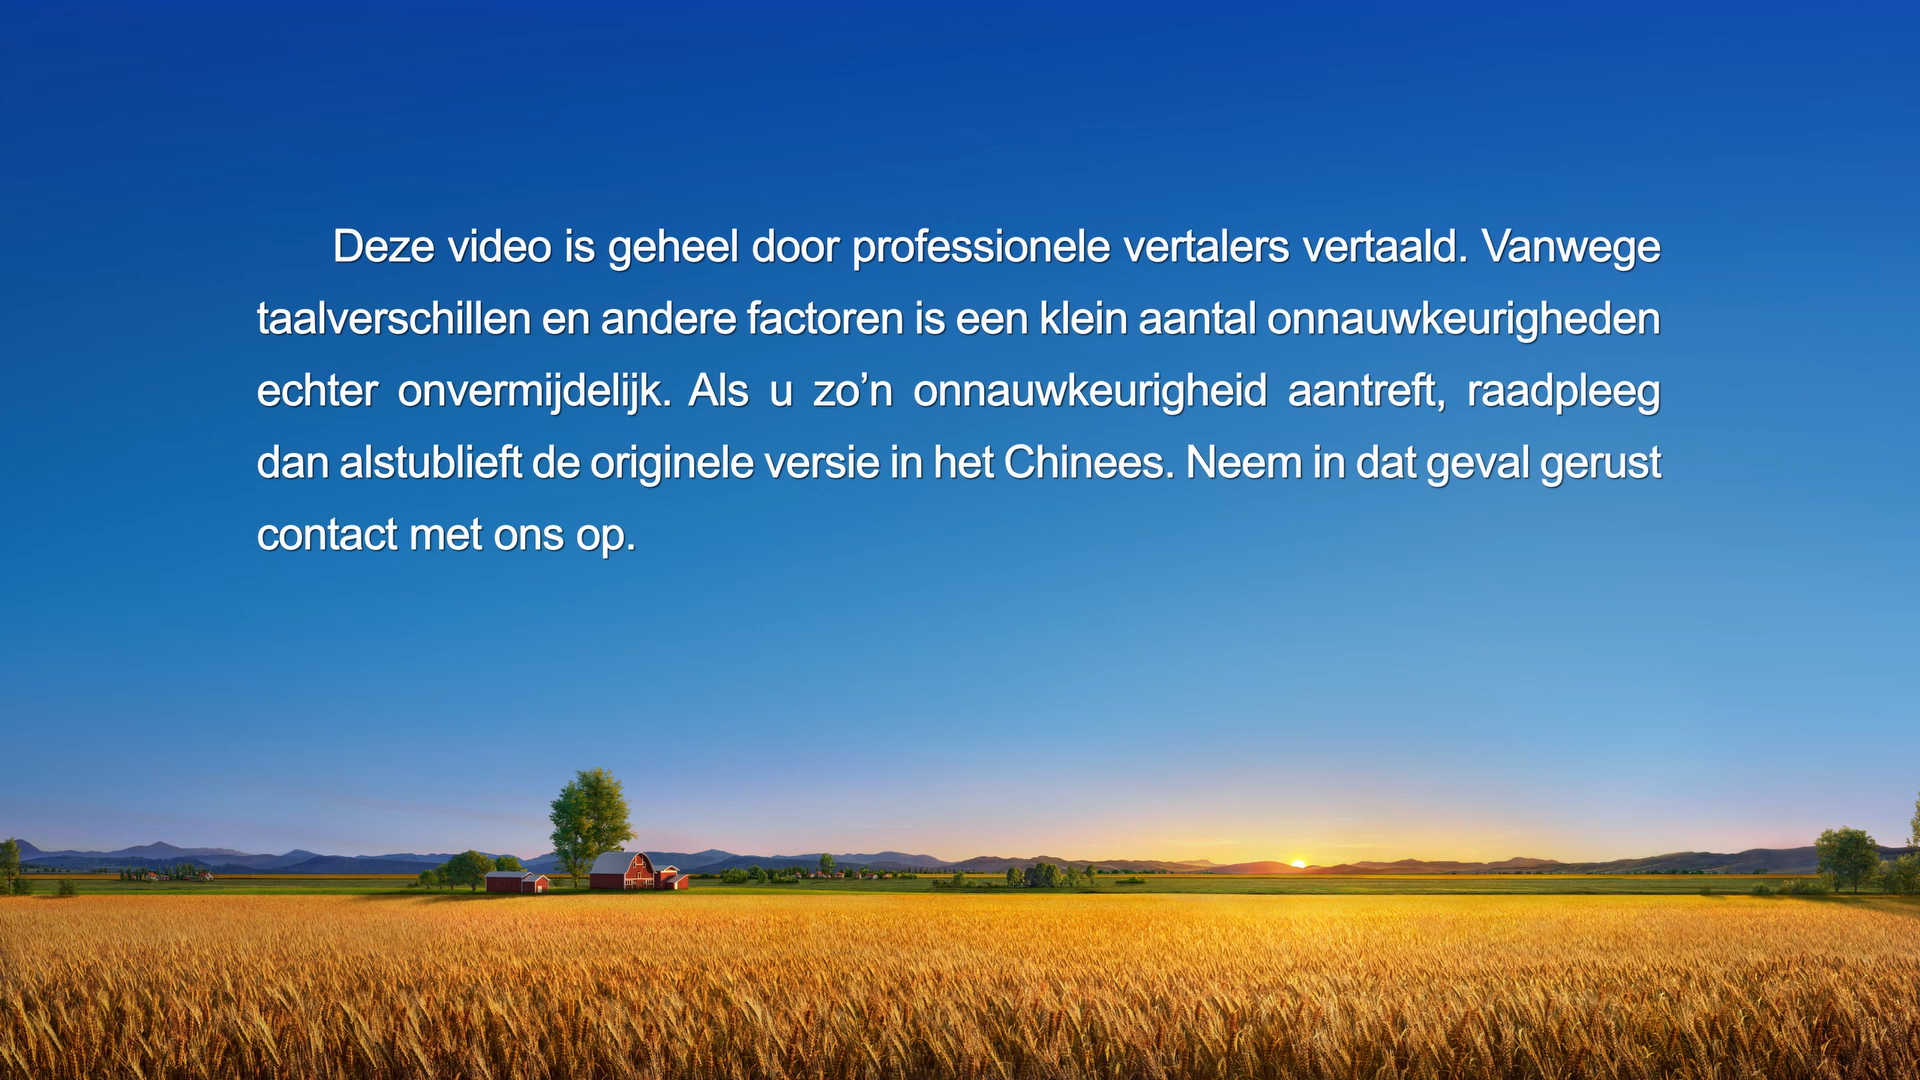 Deze video is geheel door professionele vertalers vertaald. Vanwege
taalverschillen en andere factoren is een klein aantal onnauwkeurigheden
echter onvermijdelijk. Als u zo’n onnauwkeurigheid aantreft, raadpleeg
dan alstublieft de originele versie in het Chinees. Neem in dat geval gerust
contact met ons op.